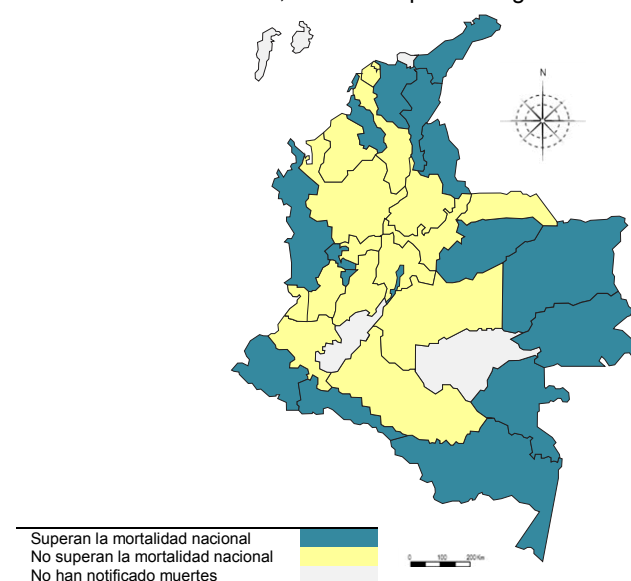 N
Superan la mortalidad nacional
No superan la mortalidad nacional
No han notificado muertes
0 100 200 Km